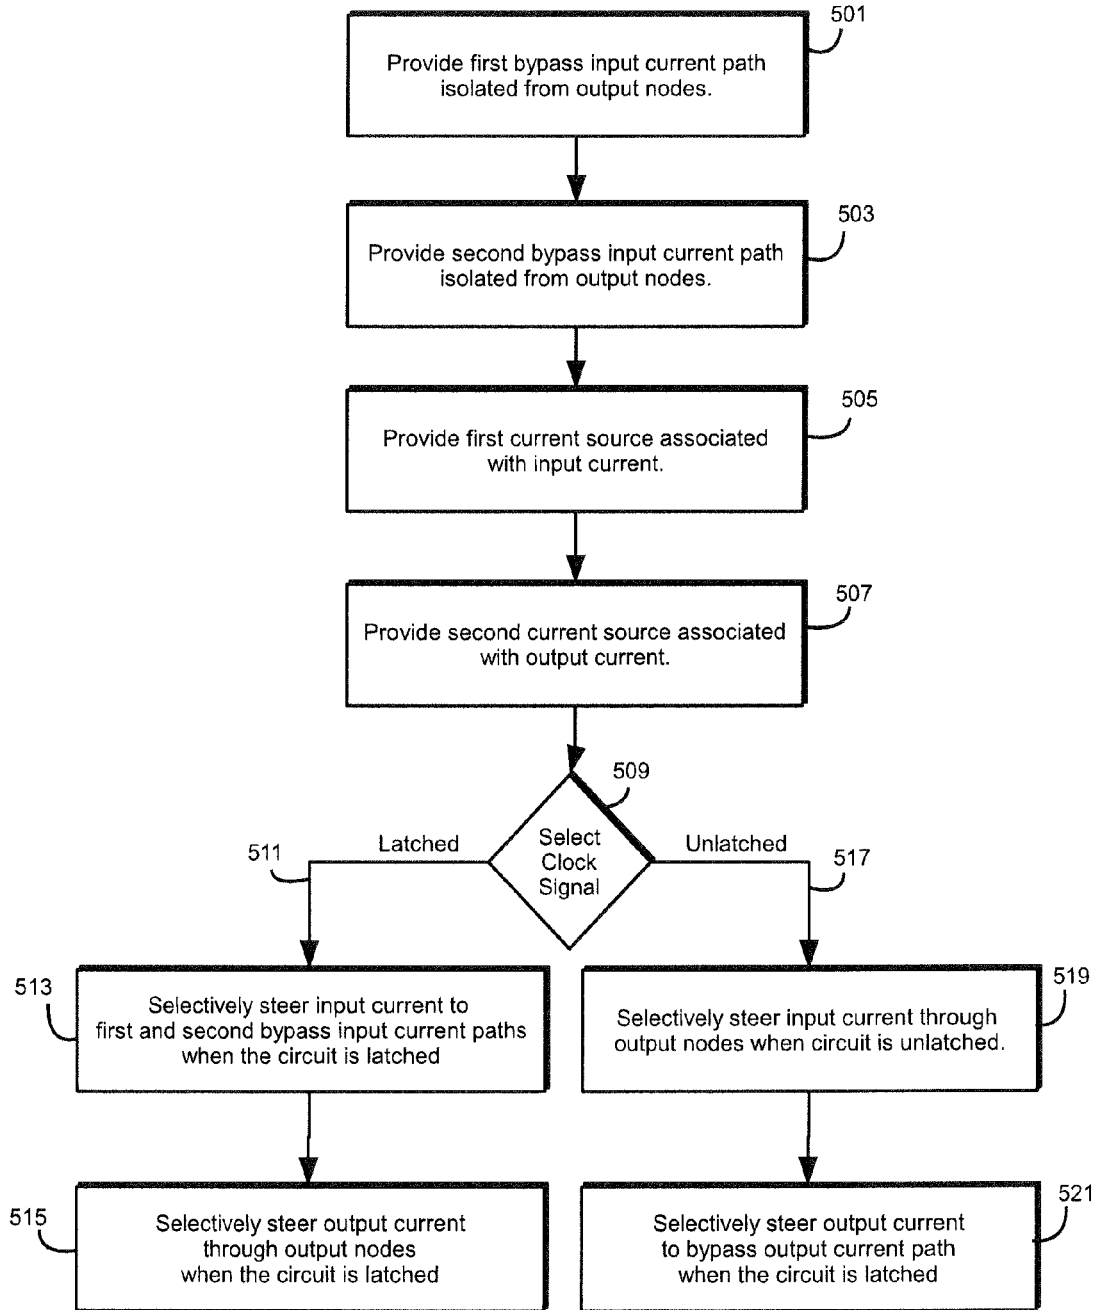 501
Provide first bypass input current path
isolated from output nodes.
503
Provide second bypass input current path
isolated from output nodes.
505
Provide first current source associated
with input current.
507
Provide second current source associated
with output current.
509
Select
Clock
Signal
Latched
Unlatched
511
517
513
Selectively steer input current to
first and second bypass input current paths
when the circuit is latched
519
Selectively steer input current through
output nodes when circuit is unlatched.
515
Selectively steer output current
through output nodes
when the circuit is latched
521
Selectively steer output current
to bypass output current path
when the circuit is latched